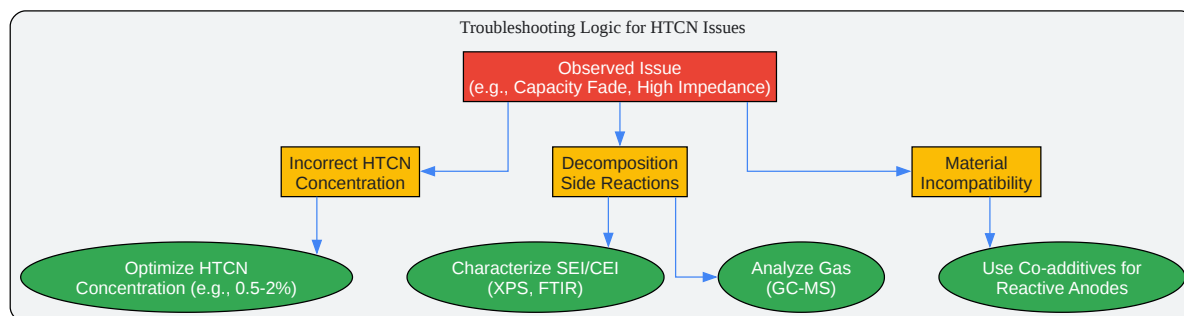 Troubleshooting Logic for HTCN Issues
Observed Issue
(e.g., Capacity Fade, High Impedance)
Incorrect HTCN
Concentration
Decomposition
Side Reactions
Material
Incompatibility
Optimize HTCN
Concentration (e.g., 0.5-2%)
Characterize SEI/CEI
(XPS, FTIR)
Analyze Gas
(GC-MS)
Use Co-additives for
Reactive Anodes